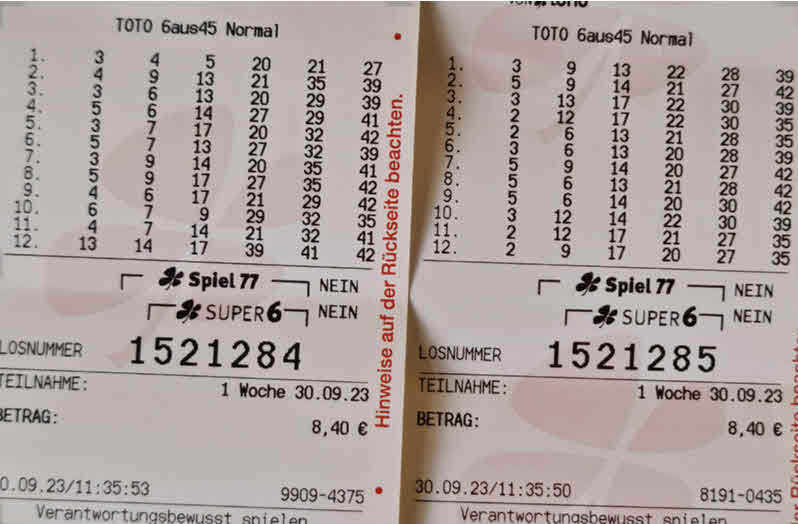 TOTO 6aus45 Normal
1. 3 4 5 20 21 27
2. 4 9 13 21 35 39
3. 3 6 13 20 29 39
4. 5 6 14 27 29 41
5. 3 7 17 20 32 42
6. 5 7 13 27 32 39
7. 3 9 14 20 35 41
8. 5 9 17 27 35 42
9. 4 6 17 21 29 42
10. 6 7 9 29 32 35
11. 4 7 14 21 32 41
12. 13 14 17 39 41 42
Spiel 77 NEIN
SUPER 6 NEIN
LOSNUMMER 1521284
TEILNAHME: 1 Woche 30.09.23
BETRAG: 8,40 €
0.09.23/11:35:53 9909-4375
Verantwortungsbewusst spielen
Hinweise auf der Rückseite beachten.
TOTO 6aus45 Normal
1. 3 9 13 22 28 39
2. 5 9 14 21 27 42
3. 3 13 17 22 30 39
4. 2 12 17 22 30 35
5. 2 6 13 21 28 35
6. 3 6 13 20 28 39
7. 5 9 14 20 27 42
8. 5 6 13 21 28 42
9. 5 6 14 20 30 42
10. 3 12 14 22 30 39
11. 2 12 17 21 27 35
12. 2 9 17 20 27 35
Spiel 77 NEIN
SUPER 6 NEIN
LOSNUMMER 1521285
TEILNAHME: 1 Woche 30.09.23
BETRAG: 8,40 €
30.09.23/11:35:50 8191-0435
Verantwortungsbewusst spielen